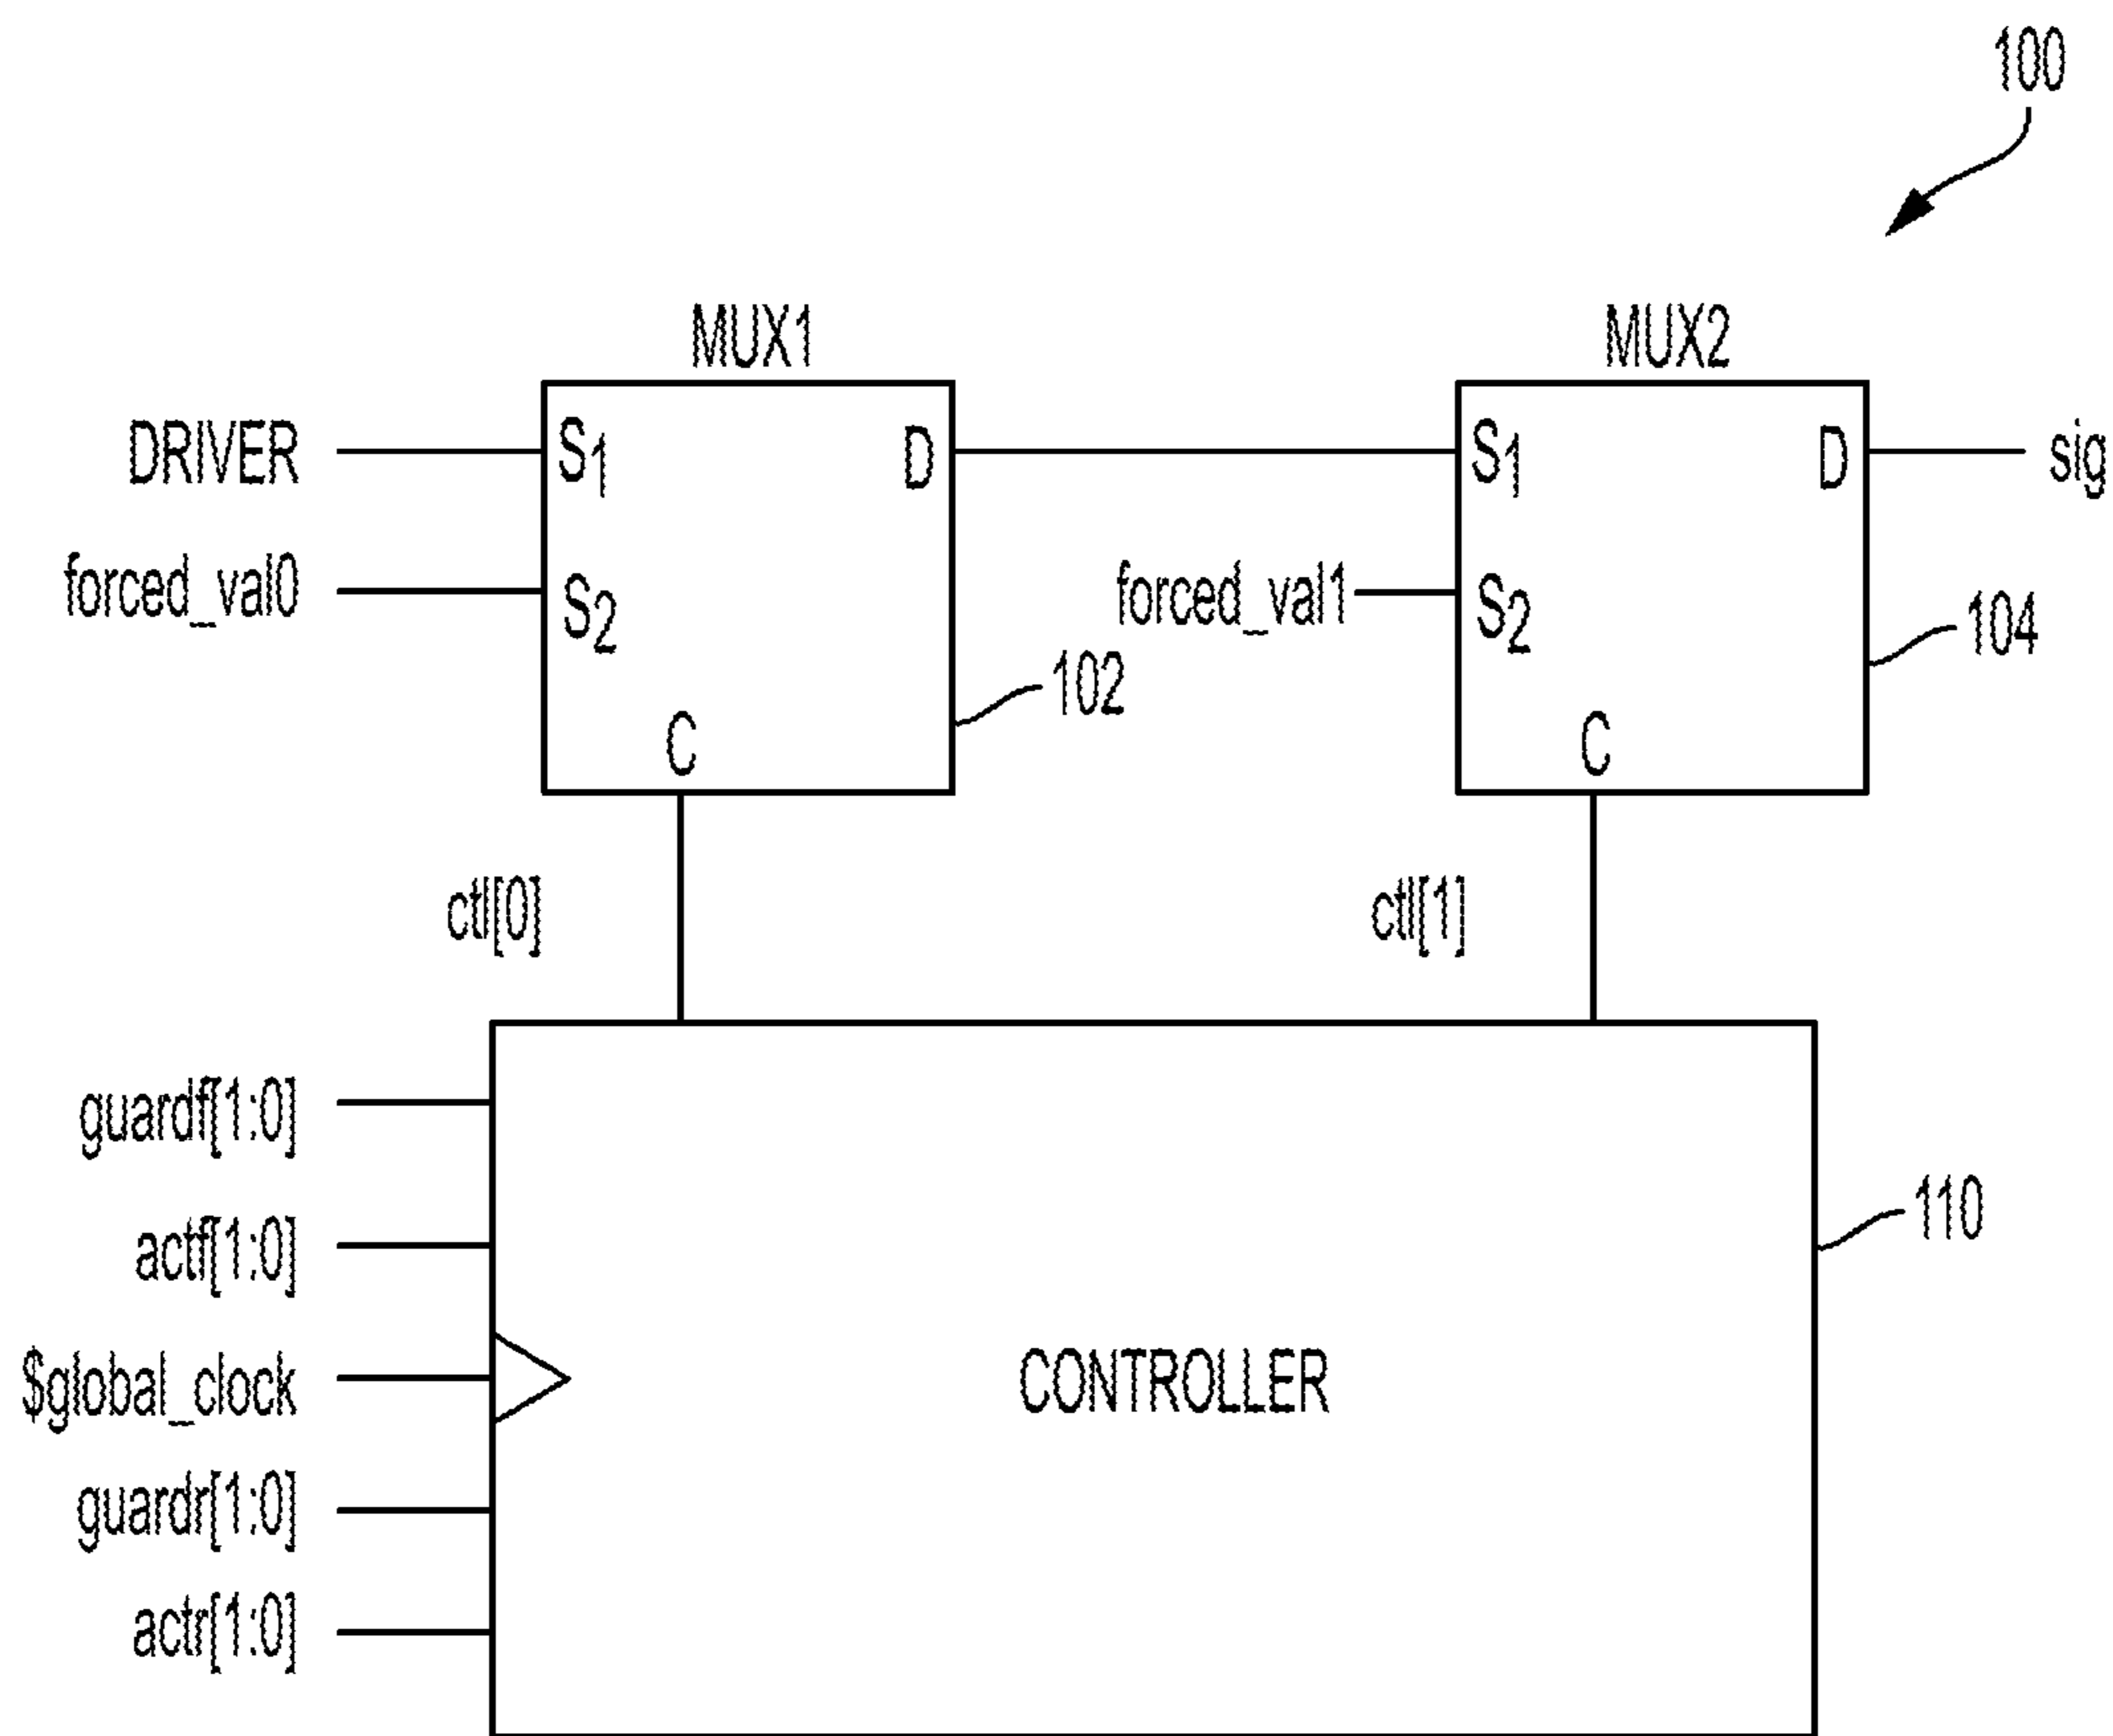 100
MUX1
MUX2
DRIVER
S1
D
S1
D
sig
forced_val0
S2
forced_val1
S2
104
102
C
C
ctl[0]
ctl[1]
guardf[1:0]
110
actf[1:0]
$global_clock
CONTROLLER
guardr[1:0]
actr[1:0]